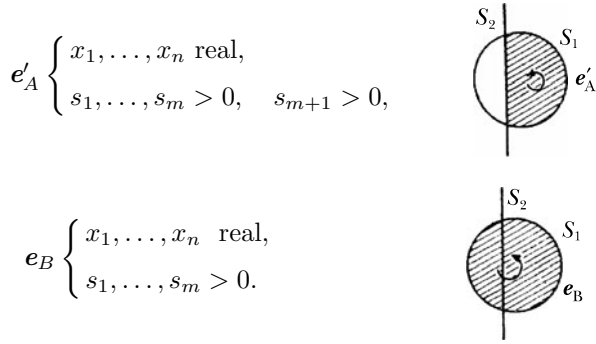 e′_A { x_1, . . . , x_n real,
s_1, . . . , s_m > 0, s_{m+1} > 0,
S_2
S_1
e′_A
e_B { x_1, . . . , x_n real,
s_1, . . . , s_m > 0.
S_2
S_1
e_B